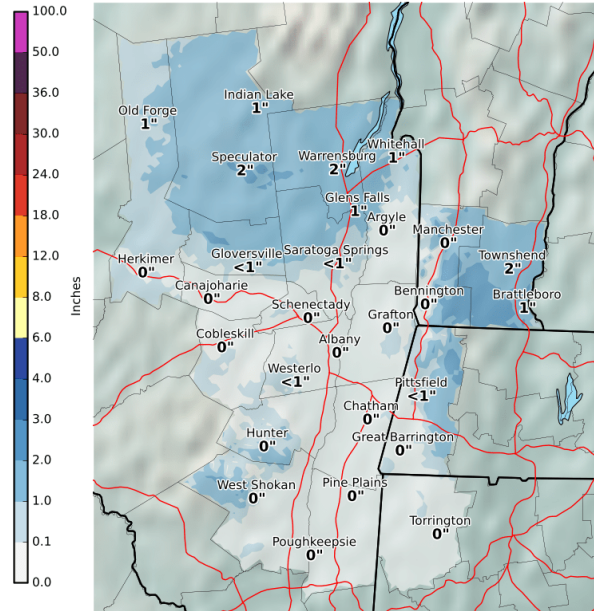 100.0
50.0
36.0
30.0
24.0
18.0
12.0
8.0
6.0
4.0
3.0
2.0
1.0
0.1
0.0
Inches
Indian Lake
1"
Old Forge
1"
Whitehall
1"
Speculator
2"
Warrensburg
2"
Glens Falls
1"
Argyle
0"
Manchester
0"
Herkimer
0"
Gloversville
<1"
Saratoga Springs
<1"
Townshend
2"
Canajoharie
0"
Bennington
0"
Brattleboro
1"
Schenectady
0"
Grafton
0"
Cobleskill
0"
Albany
0"
Westerlo
<1"
Pittsfield
<1"
Chatham
0"
Hunter
0"
Great Barrington
0"
West Shokan
0"
Pine Plains
0"
Torrington
0"
Poughkeepsie
0"